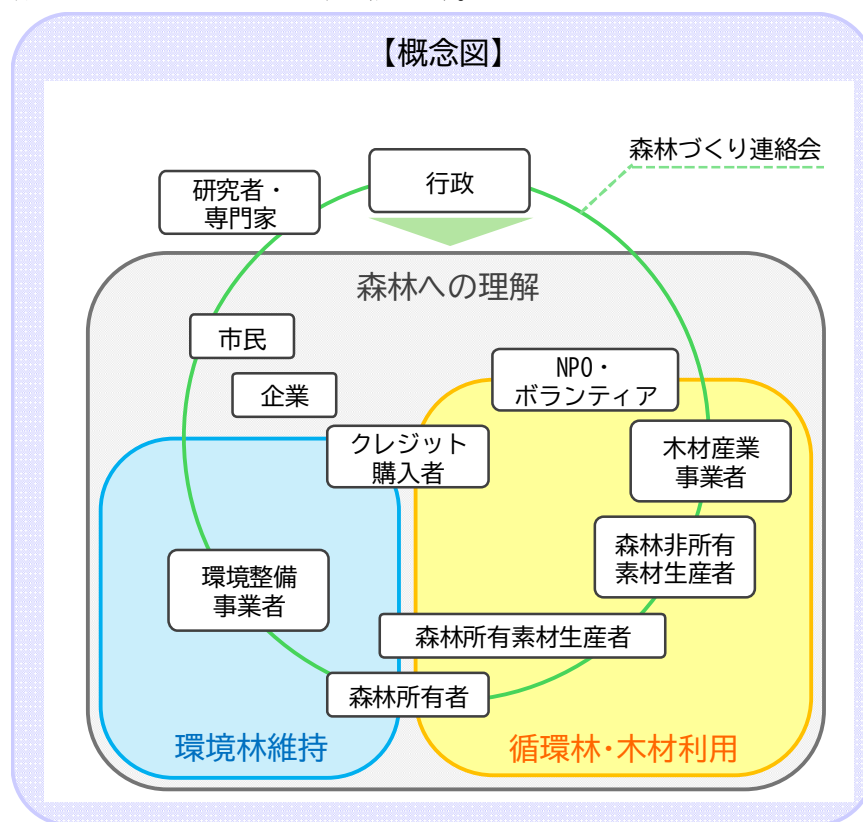 【概念図】
森林づくり連絡会
行政
研究者・
専門家
森林への理解
市民
NPO・
ボランティア
企業
クレジット
購入者
木材産業
事業者
森林非所有
素材生産者
環境整備
事業者
森林所有素材生産者
森林所有者
環境林維持
循環林・木材利用